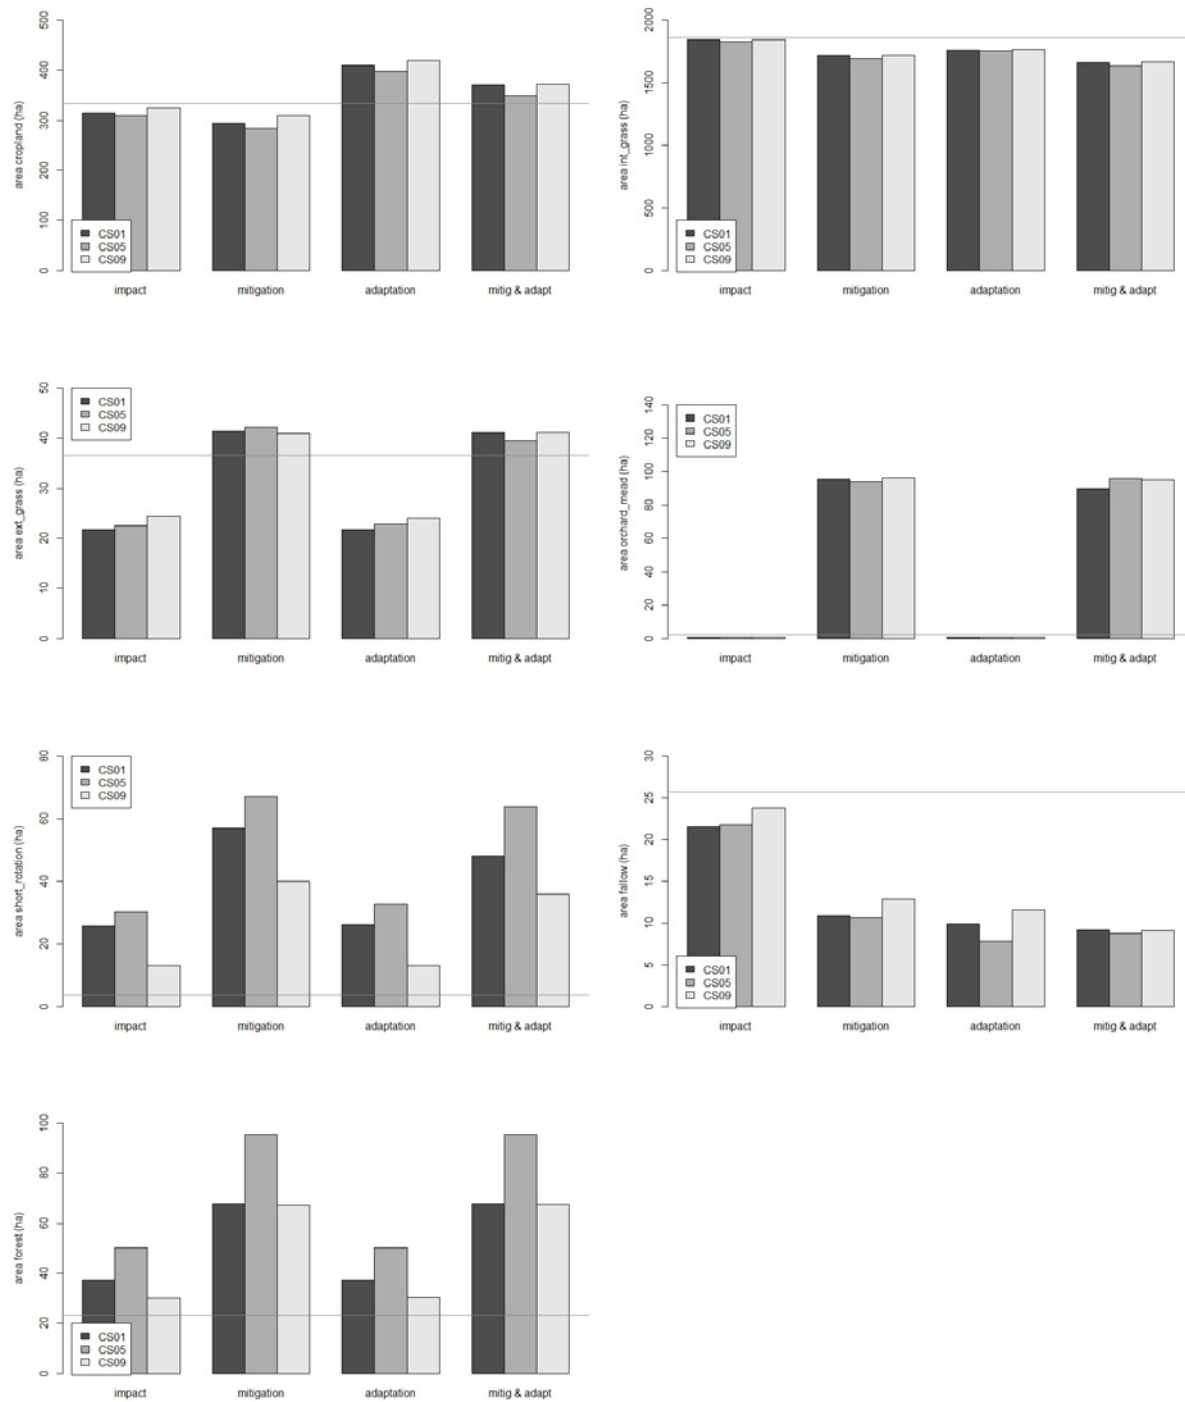 area cropland (ha)
0 100 200 300 400 500
CS01
CS05
CS09
impact mitigation adaptation mitig & adapt
area int_grass (ha)
0 500 1000 1500 2000
CS01
CS05
CS09
impact mitigation adaptation mitig & adapt
area ext_grass (ha)
0 10 20 30 40 50
CS01
CS05
CS09
impact mitigation adaptation mitig & adapt
area orchard_mead (ha)
0 20 40 60 80 100 120 140
CS01
CS05
CS09
impact mitigation adaptation mitig & adapt
area short_rotation (ha)
0 20 40 60 80
CS01
CS05
CS09
impact mitigation adaptation mitig & adapt
area fallow (ha)
0 5 10 15 20 25 30
CS01
CS05
CS09
impact mitigation adaptation mitig & adapt
area forest (ha)
0 20 40 60 80 100
CS01
CS05
CS09
impact mitigation adaptation mitig & adapt